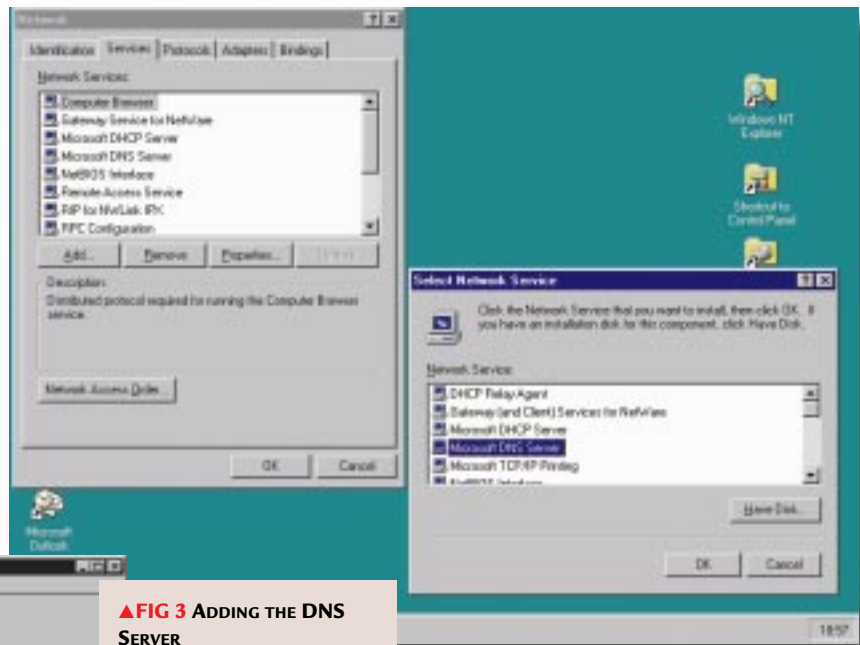 Network
Identification Services Protocols Adapters Bindings
Network Services:
Computer Browser
Gateway Service for NetWare
Microsoft DHCP Server
Microsoft DNS Server
NetBIOS Interface
Remote Access Service
RIP for NwLink IPX
RPC Configuration
Add... Remove Properties...
Description:
Distributed protocol required for running the Computer Browser
service.
Network Access Order
OK Cancel
Windows NT
Explorer
Shortcut to
Control Panel
Select Network Service
Click the Network Service that you want to install, then click OK. If
you have an installation disk for this component, click Have Disk.
Network Service:
DHCP Relay Agent
Gateway (and Client) Services for NetWare
Microsoft DHCP Server
Microsoft DNS Server
Microsoft TCP/IP Printing
NetBIOS Interface
Have Disk...
OK Cancel
Microsoft
Outlook
▲FIG 3 ADDING THE DNS
SERVER
18:57